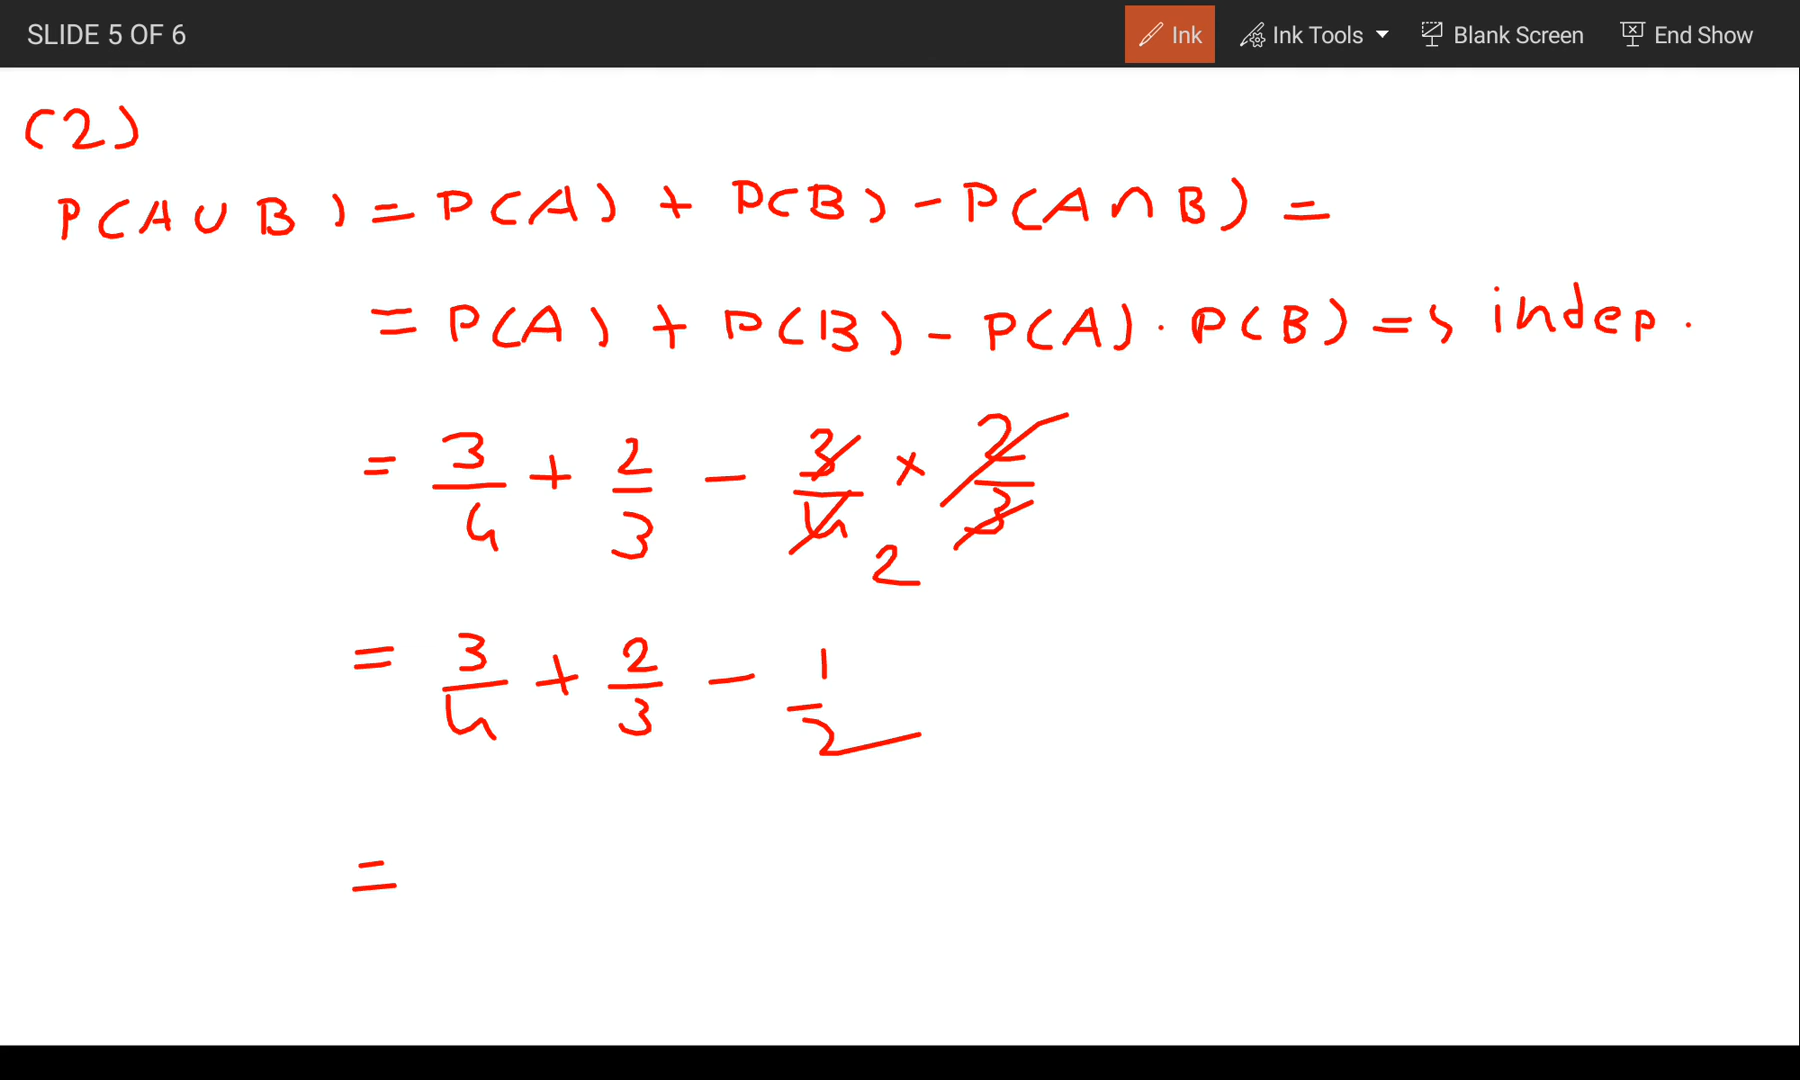 SLIDE 5 OF 6 Ink Ink Tools Blank Screen End Show
(2)
P(A ∪ B) = P(A) + P(B) - P(A ∩ B) =
= P(A) + P(B) - P(A) · P(B) => indep.
= 3/4 + 2/3 - 3/4 × 2/3
2
= 3/4 + 2/3 - 1/2
=